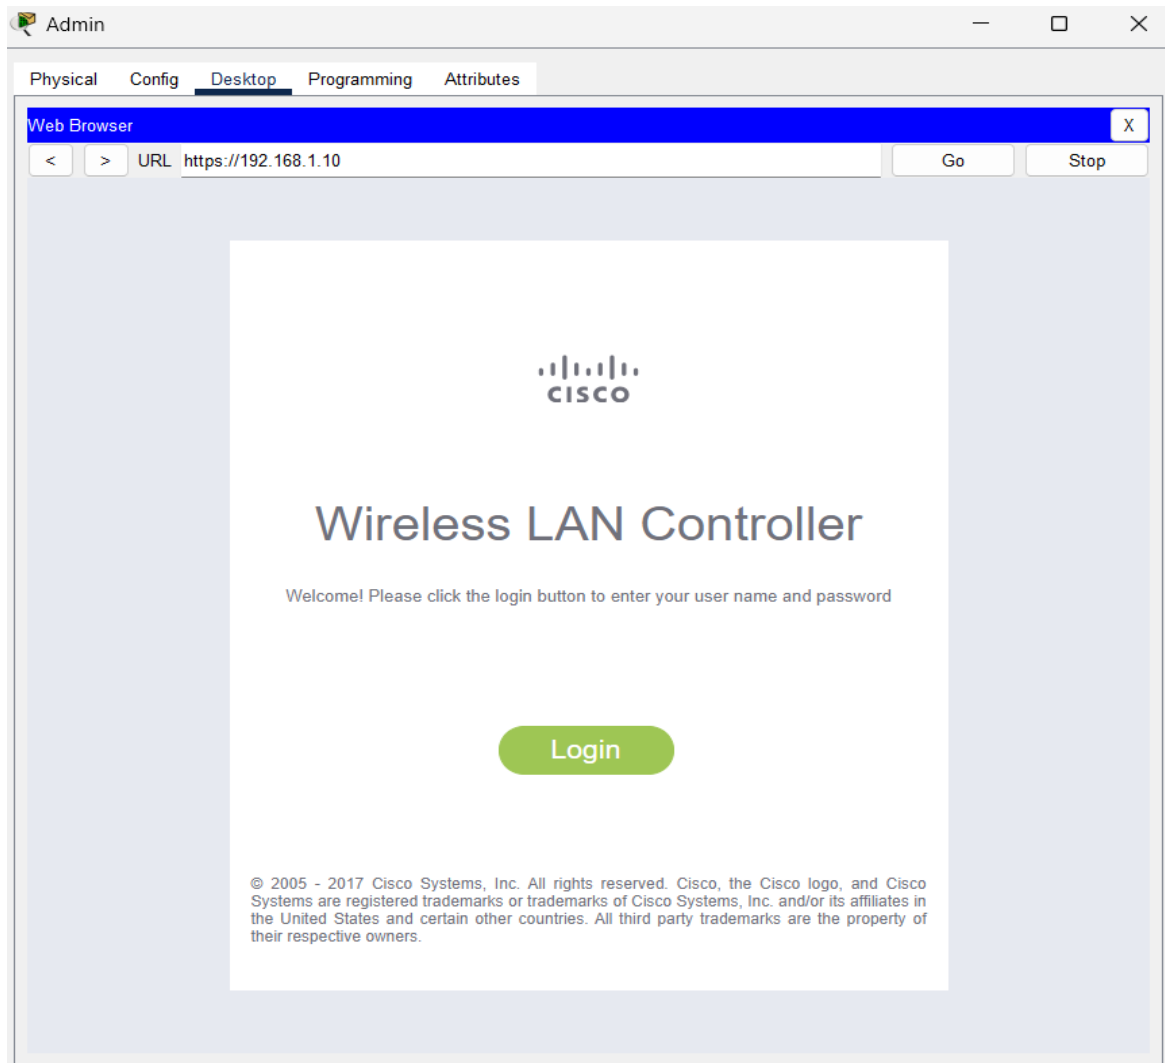 Admin
Physical Config Desktop Programming Attributes
Web Browser X
< > URL https://192.168.1.10 Go Stop
CISCO
Wireless LAN Controller
Welcome! Please click the login button to enter your user name and password
Login
© 2005 - 2017 Cisco Systems, Inc. All rights reserved. Cisco, the Cisco logo, and Cisco
Systems are registered trademarks or trademarks of Cisco Systems, Inc. and/or its affiliates in
the United States and certain other countries. All third party trademarks are the property of
their respective owners.